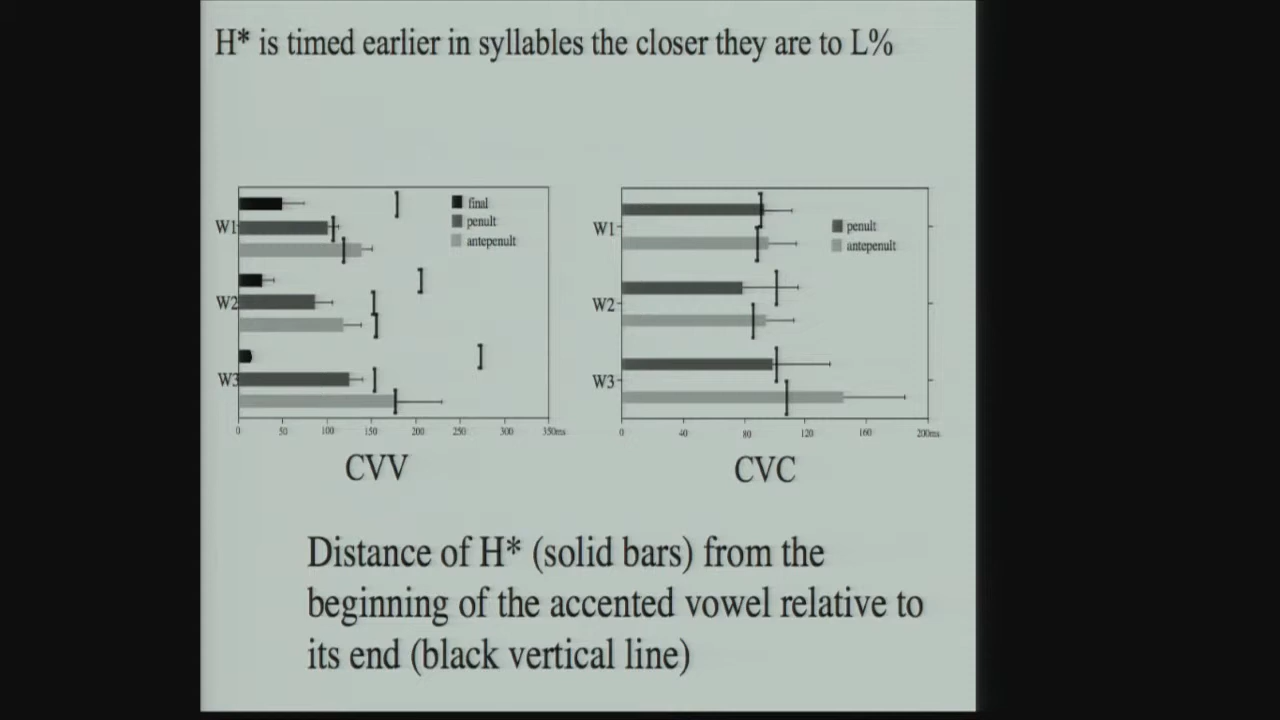 H* is timed earlier in syllables the closer they are to L%
final
penult
antepenult
W1
W2
W3
0 50 100 150 200 250 300 350ms
CVV
penult
antepenult
W1
W2
W3
0 40 80 120 160 200ms
CVC
Distance of H* (solid bars) from the
beginning of the accented vowel relative to
its end (black vertical line)